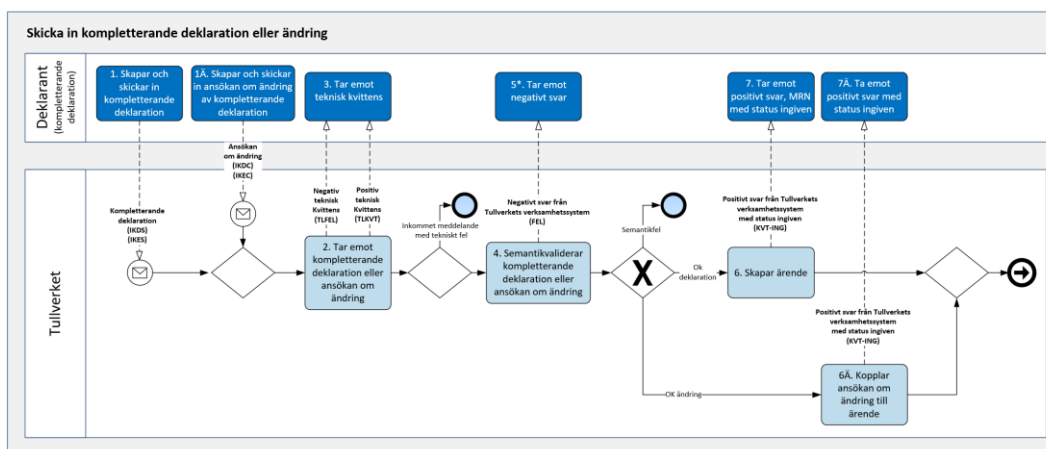 Skicka in kompletterande deklaration eller ändring
Deklarant
(kompletterande
deklaration)
1. Skapar och
skickar in
kompletterande
deklaration
1Ä. Skapar och skickar
in ansökan om ändring
av kompletterande
deklaration
3. Tar emot
teknisk kvittens
5*. Tar emot
negativt svar
7. Tar emot
positivt svar, MRN
med status ingiven
7Ä. Ta emot
positivt svar med
status ingiven
Ansökan
om ändring
(IKDC)
(IKEC)
Kompletterande
deklaration
(IKDS)
(IKES)
Negativ
teknisk
Kvittens
(TLFEL)
Positiv
teknisk
Kvittens
(TLKVT)
Inkommet meddelande
med tekniskt fel
Negativt svar från
Tullverkets verksamhetssystem
(FEL)
Semantikfel
Positivt svar från Tullverkets
verksamhetssystem
med status ingiven
(KVT-ING)
Tullverket
2. Tar emot
kompletterande
deklaration eller
ansökan om
ändring
4. Semantikvaliderar
kompletterande
deklaration eller
ansökan om ändring
X
Ok
deklaration
6. Skapar ärende
Positivt svar från Tullverkets
verksamhetssystem
med status ingiven
(KVT-ING)
OK ändring
6Ä. Kopplar
ansökan om
ändring till
ärende